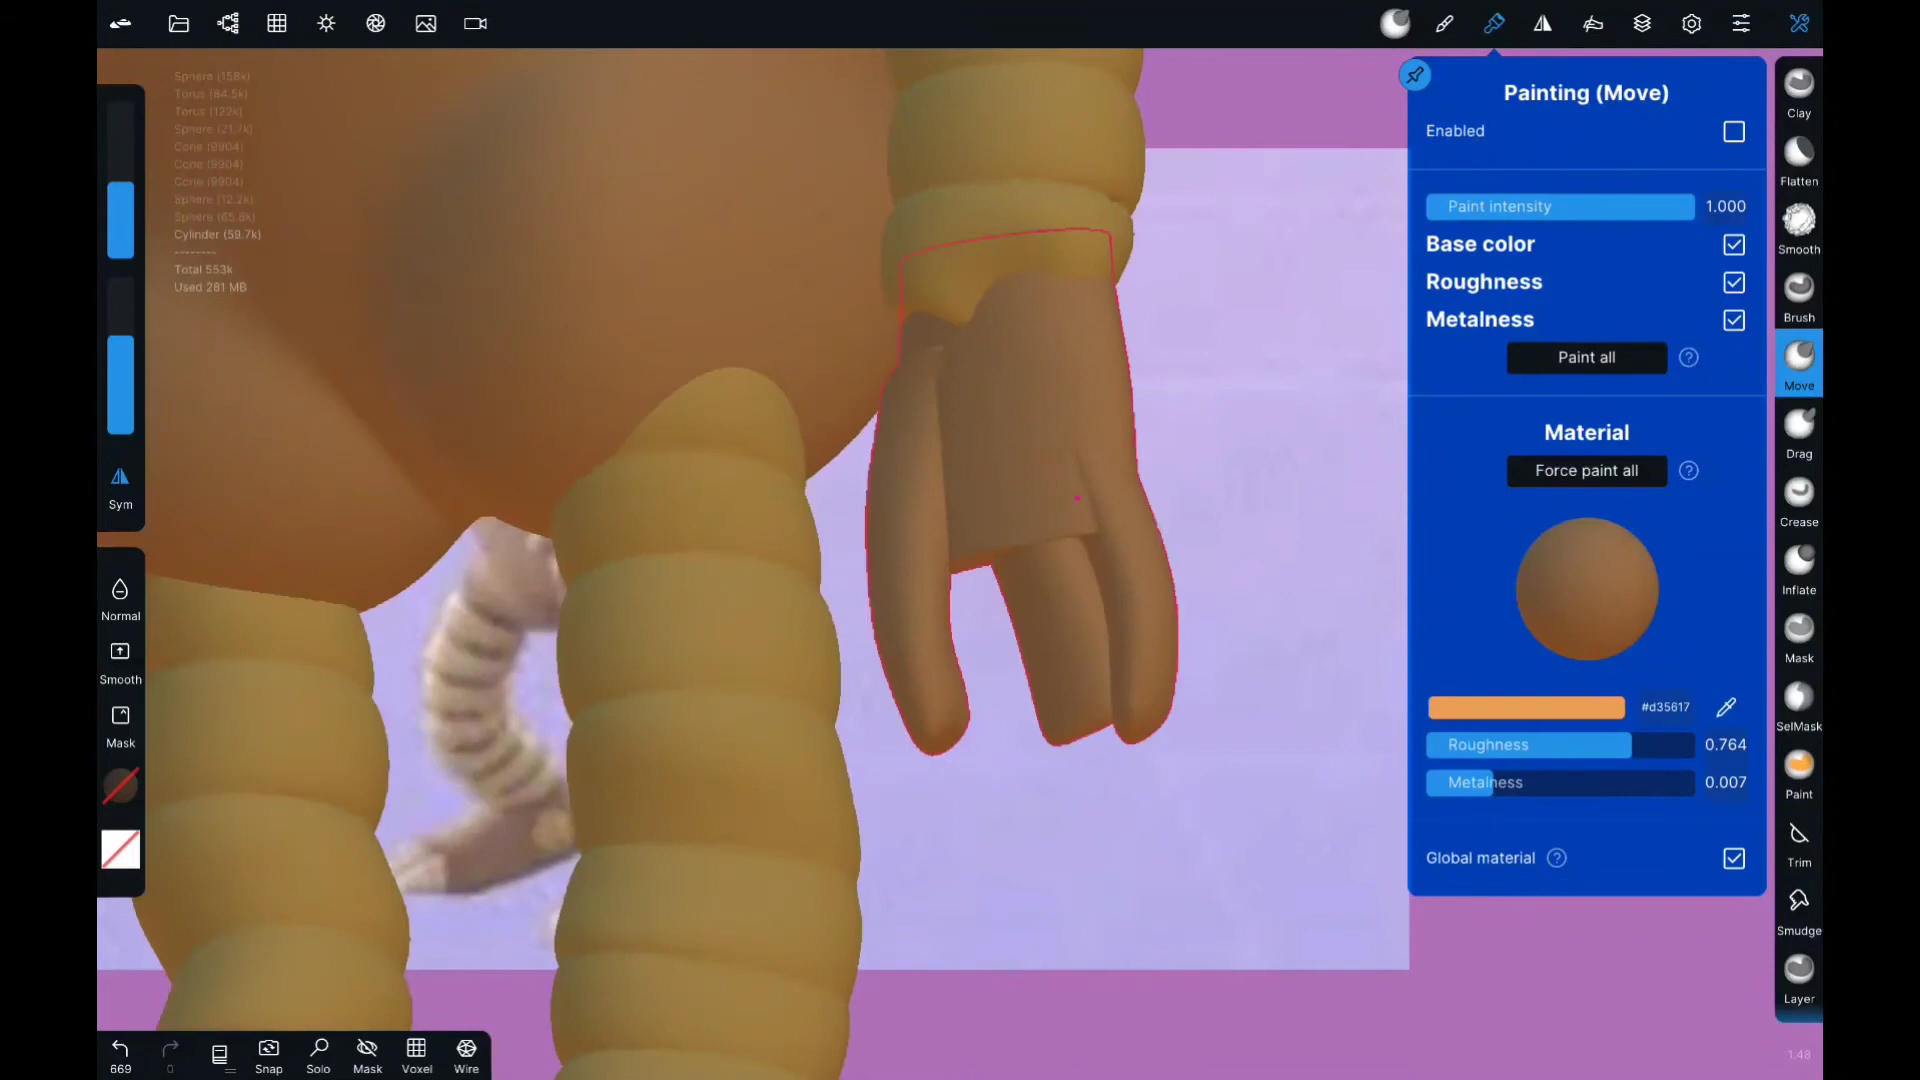 Sphere (158k)
Torus (84.5k)
Torus (122k)
Sphere (21.7k)
Cone (9904)
Cone (9904)
Cone (9904)
Sphere (12.2k)
Sphere (65.8k)
Cylinder (59.7k)
--------
Total 553k
Used 281 MB
Sym
Normal
Smooth
Mask
669
0
Snap
Solo
Mask
Voxel
Wire
Painting (Move)
Enabled
Paint intensity 1.000
Base color
Roughness
Metalness
Paint all ?
Material
Force paint all ?
#d35617
Roughness 0.764
Metalness 0.007
Global material ?
Clay
Flatten
Smooth
Brush
Move
Drag
Crease
Inflate
Mask
SelMask
Paint
Trim
Smudge
Layer
1.48